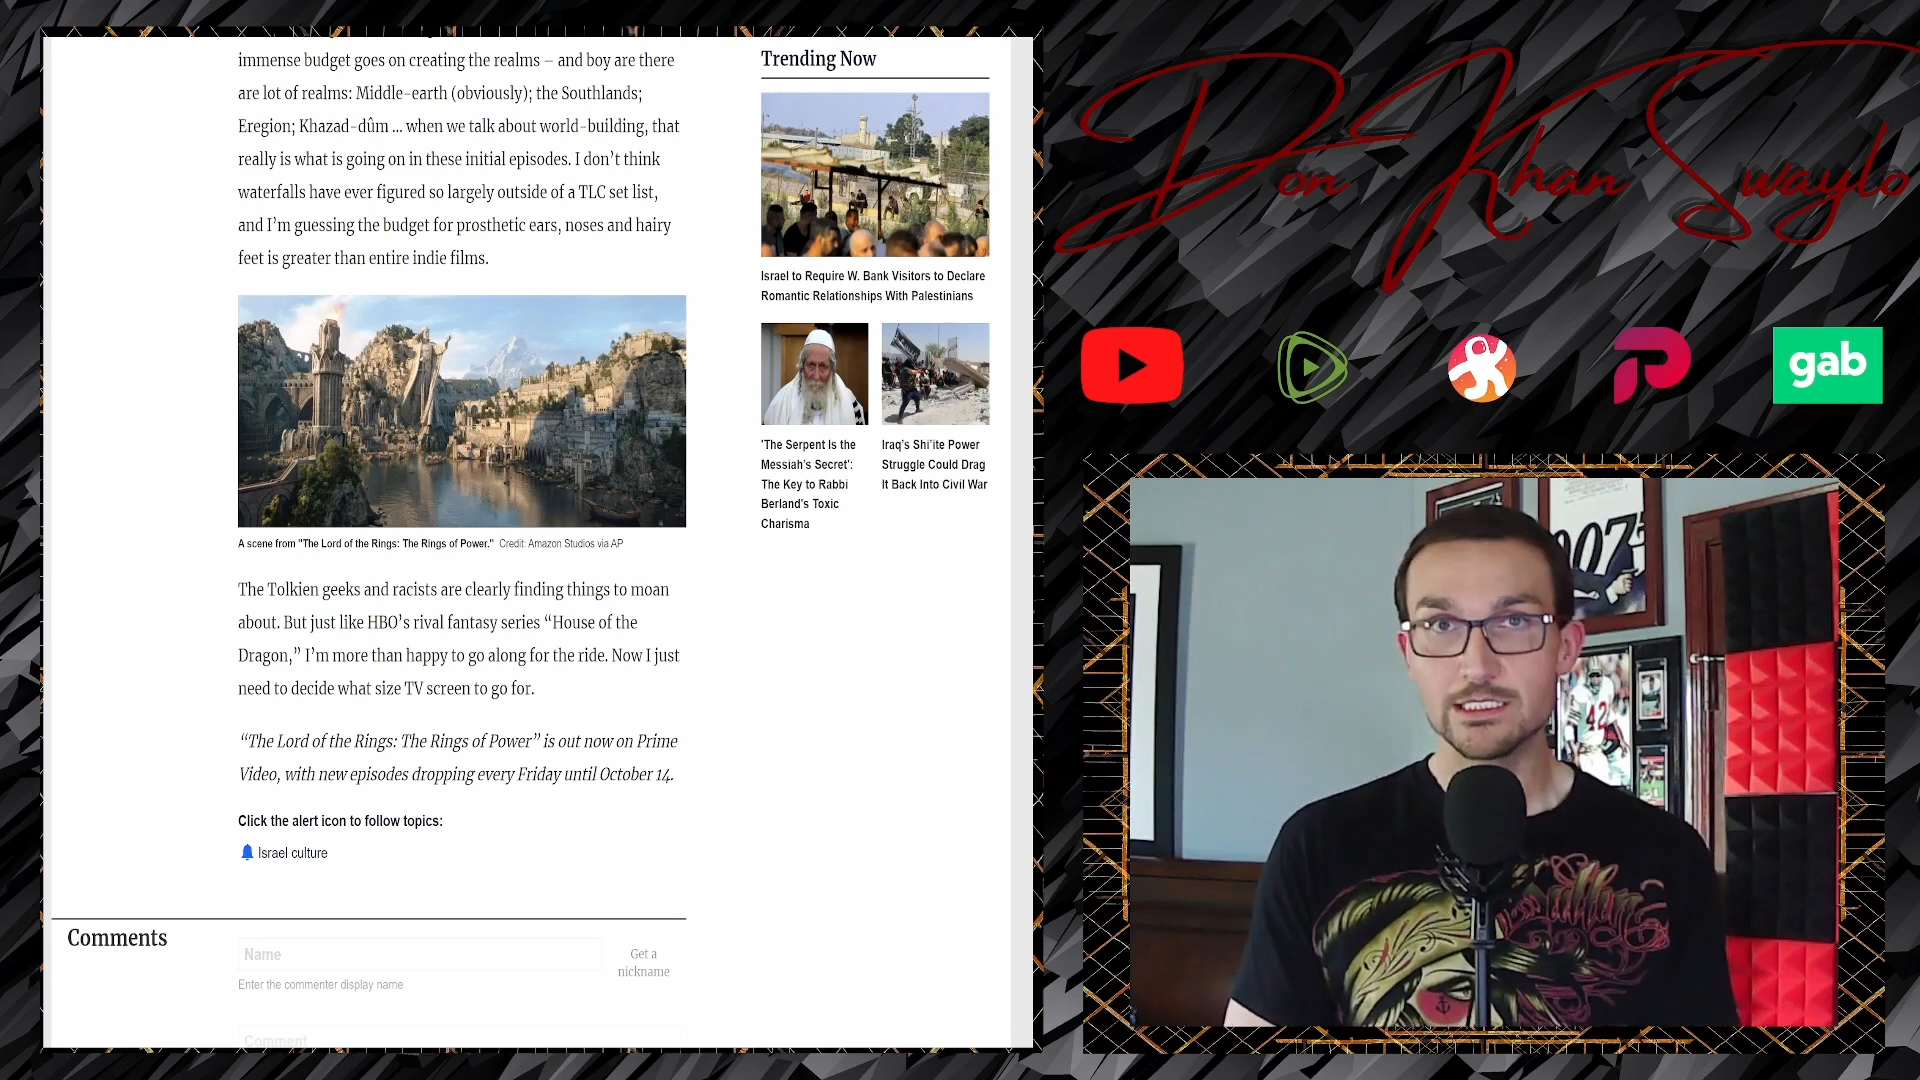 immense budget goes on creating the realms – and boy are there
are lot of realms: Middle-earth (obviously); the Southlands;
Eregion; Khazad-dûm ... when we talk about world-building, that
really is what is going on in these initial episodes. I don’t think
waterfalls have ever figured so largely outside of a TLC set list,
and I’m guessing the budget for prosthetic ears, noses and hairy
feet is greater than entire indie films.
A scene from "The Lord of the Rings: The Rings of Power." Credit: Amazon Studios via AP
The Tolkien geeks and racists are clearly finding things to moan
about. But just like HBO’s rival fantasy series “House of the
Dragon,” I’m more than happy to go along for the ride. Now I just
need to decide what size TV screen to go for.
“The Lord of the Rings: The Rings of Power” is out now on Prime
Video, with new episodes dropping every Friday until October 14.
Click the alert icon to follow topics:
Israel culture
Comments
Name
Get a
nickname
Enter the commenter display name
Comment
Trending Now
Israel to Require W. Bank Visitors to Declare
Romantic Relationships With Palestinians
'The Serpent Is the
Messiah’s Secret':
The Key to Rabbi
Berland's Toxic
Charisma
Iraq’s Shi’ite Power
Struggle Could Drag
It Back Into Civil War
Don Khan Swaylo
gab
007
42